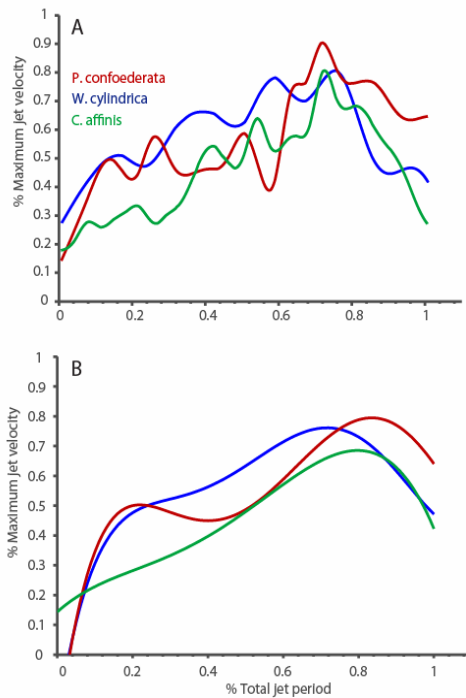 A
P. confoederata
W. cylindrica
C. affinis
% Maximum jet velocity
1
0.9
0.8
0.7
0.6
0.5
0.4
0.3
0.2
0.1
0
0 0.2 0.4 0.6 0.8 1
B
% Maximum jet velocity
1
0.9
0.8
0.7
0.6
0.5
0.4
0.3
0.2
0.1
0
0 0.2 0.4 0.6 0.8 1
% Total jet period